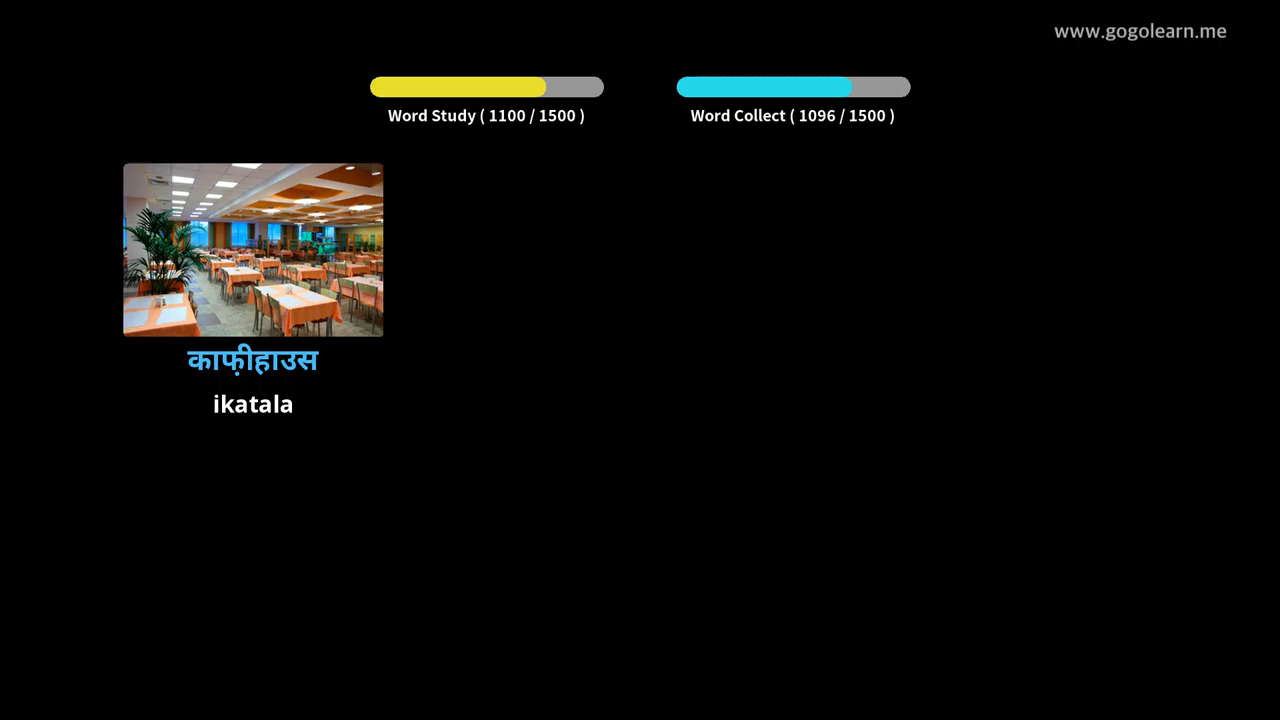 www.gogolearn.me
Word Study ( 1100 / 1500 )
Word Collect ( 1096 / 1500 )
काफ़ीहाउस
ikatala